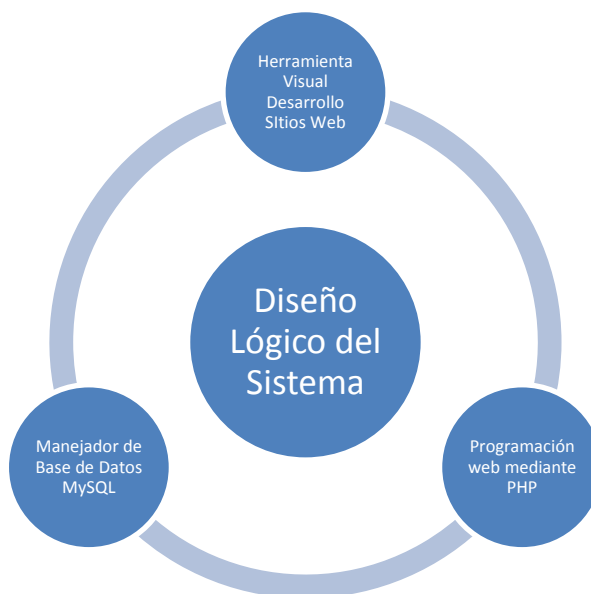 Herramienta
Visual
Desarrollo
SItios Web
Diseño
Lógico del
Sistema
Manejador de
Base de Datos
MySQL
Programación
web mediante
PHP